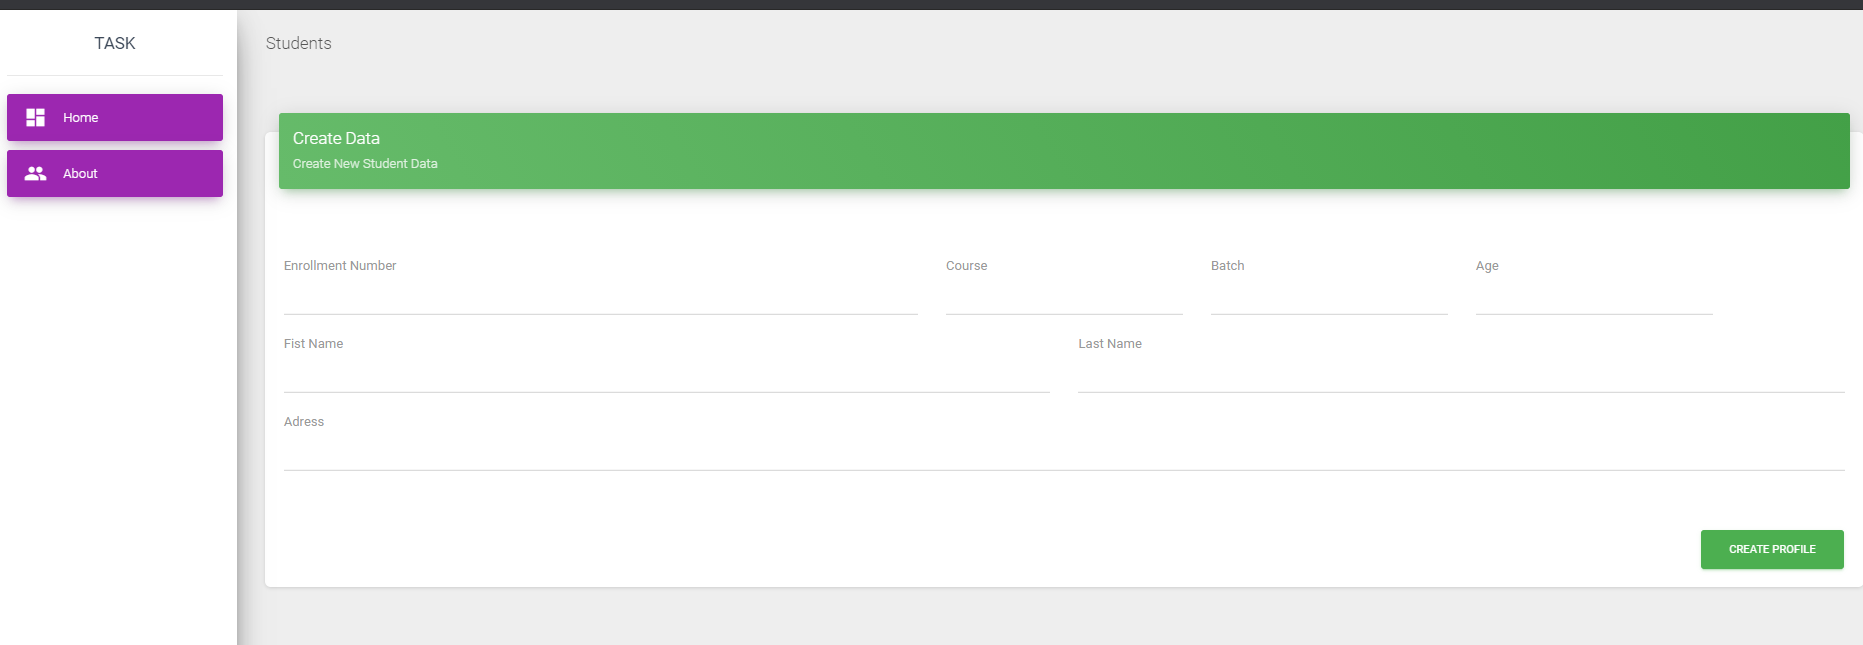 TASK
Home
About
Students
Create Data
Create New Student Data
Enrollment Number Course Batch Age
Fist Name Last Name
Adress
CREATE PROFILE